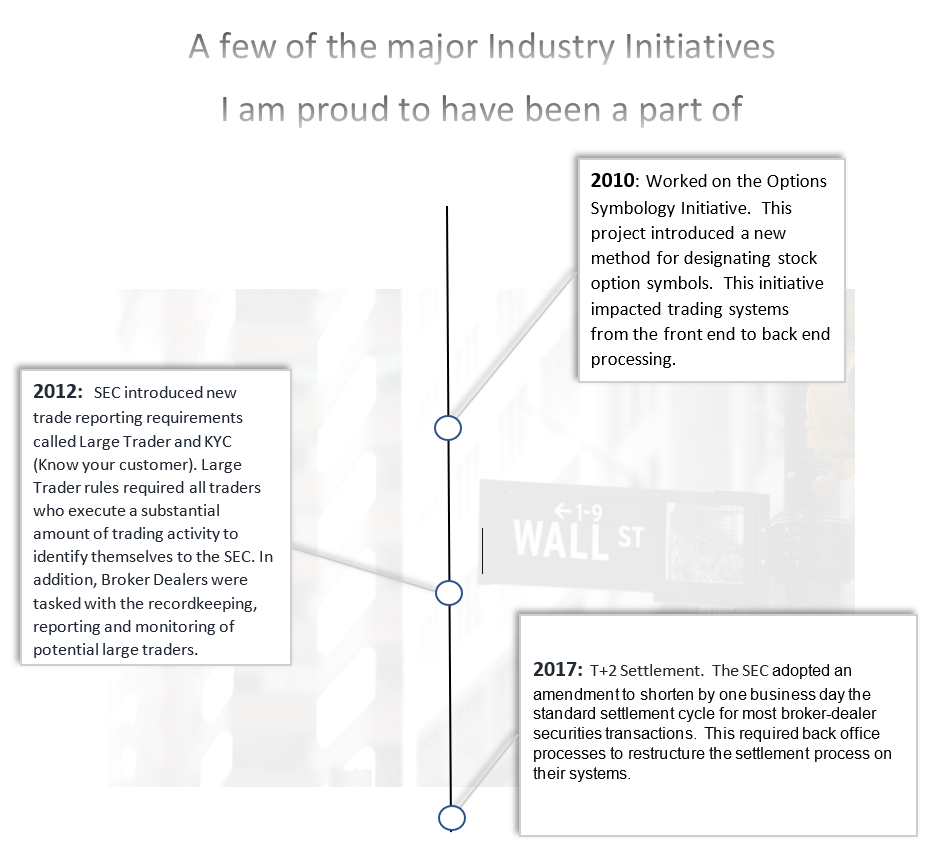 A few of the major Industry Initiatives
I am proud to have been a part of
2010: Worked on the Options
Symbology Initiative. This
project introduced a new
method for designating stock
option symbols. This initiative
impacted trading systems
from the front end to back end
processing.
2012: SEC introduced new
trade reporting requirements
called Large Trader and KYC
(Know your customer). Large
Trader rules required all traders
who execute a substantial
amount of trading activity to
identify themselves to the SEC. In
addition, Broker Dealers were
tasked with the recordkeeping,
reporting and monitoring of
potential large traders.
←1-9
WALL ST
2017: T+2 Settlement. The SEC adopted an
amendment to shorten by one business day the
standard settlement cycle for most broker-dealer
securities transactions. This required back office
processes to restructure the settlement process on
their systems.